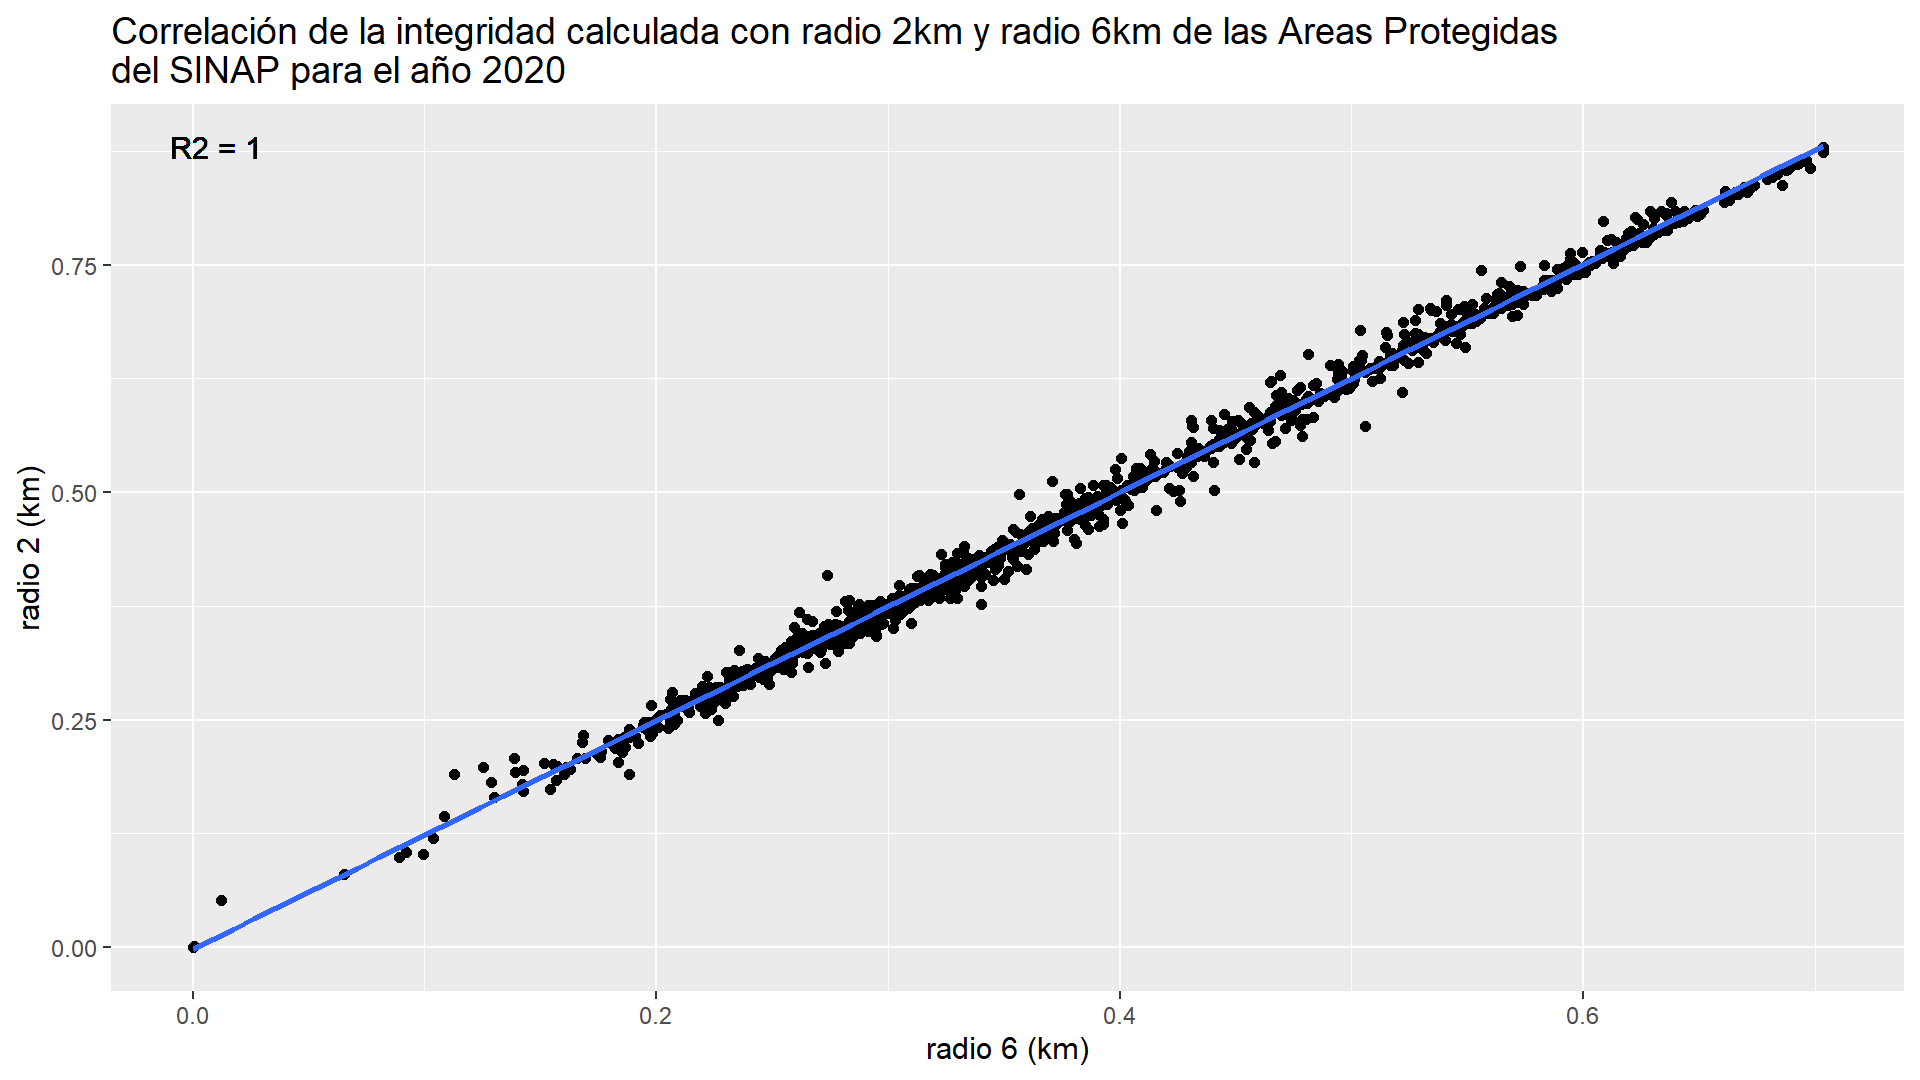 Correlación de la integridad calculada con radio 2km y radio 6km de las Areas Protegidas
del SINAP para el año 2020
R2 = 1
0.75
0.50
0.25
0.00
radio 2 (km)
0.0
0.2
0.4
0.6
radio 6 (km)